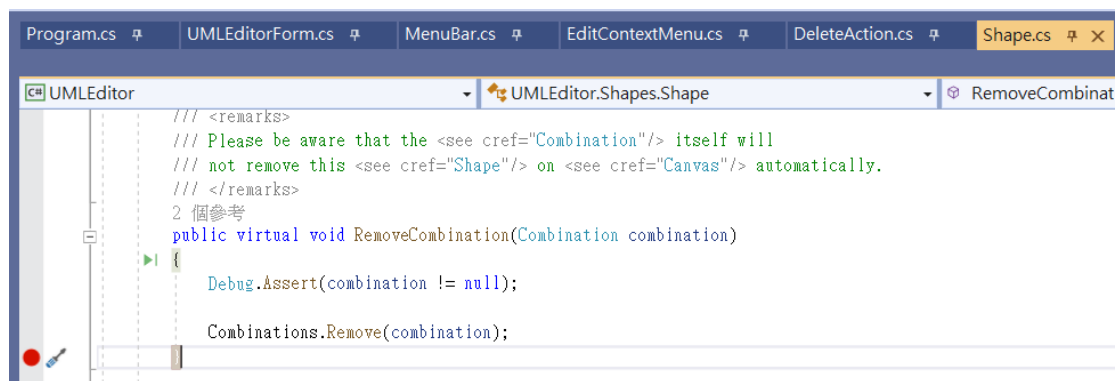 Program.cs UMLEditorForm.cs MenuBar.cs EditContextMenu.cs DeleteAction.cs Shape.cs
C# UMLEditor UMLEditor.Shapes.Shape RemoveCombinat
/// <remarks>
/// Please be aware that the <see cref="Combination"/> itself will
/// not remove this <see cref="Shape"/> on <see cref="Canvas"/> automatically.
/// </remarks>
2 個參考
public virtual void RemoveCombination(Combination combination)
{
Debug.Assert(combination != null);
Combinations.Remove(combination);
}